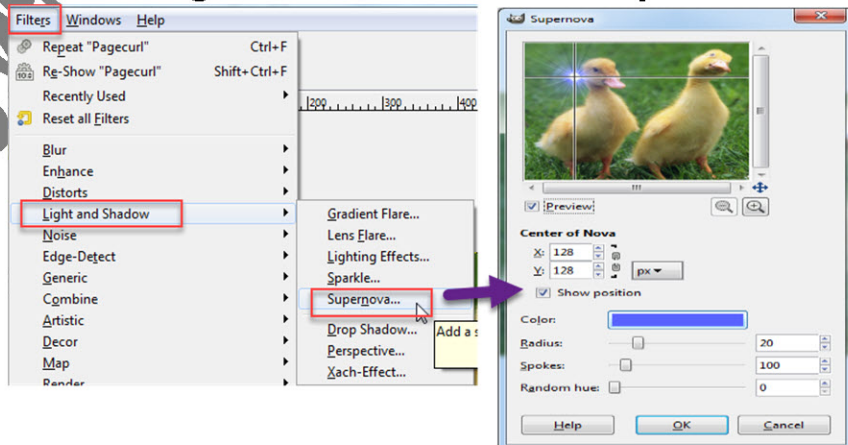 Filters Windows Help
Repeat "Pagecurl" Ctrl+F
Re-Show "Pagecurl" Shift+Ctrl+F
Recently Used
Reset all Filters
Blur
Enhance
Distorts
Light and Shadow
Noise
Edge-Detect
Generic
Combine
Artistic
Decor
Map
Render
200 300 400
Gradient Flare...
Lens Flare...
Lighting Effects...
Sparkle...
Supernova...
Drop Shadow...
Perspective...
Xach-Effect...
Add a s
Supernova
Preview
Center of Nova
X: 128
Y: 128
px
Show position
Color:
Radius: 20
Spokes: 100
Random hue: 0
Help OK Cancel